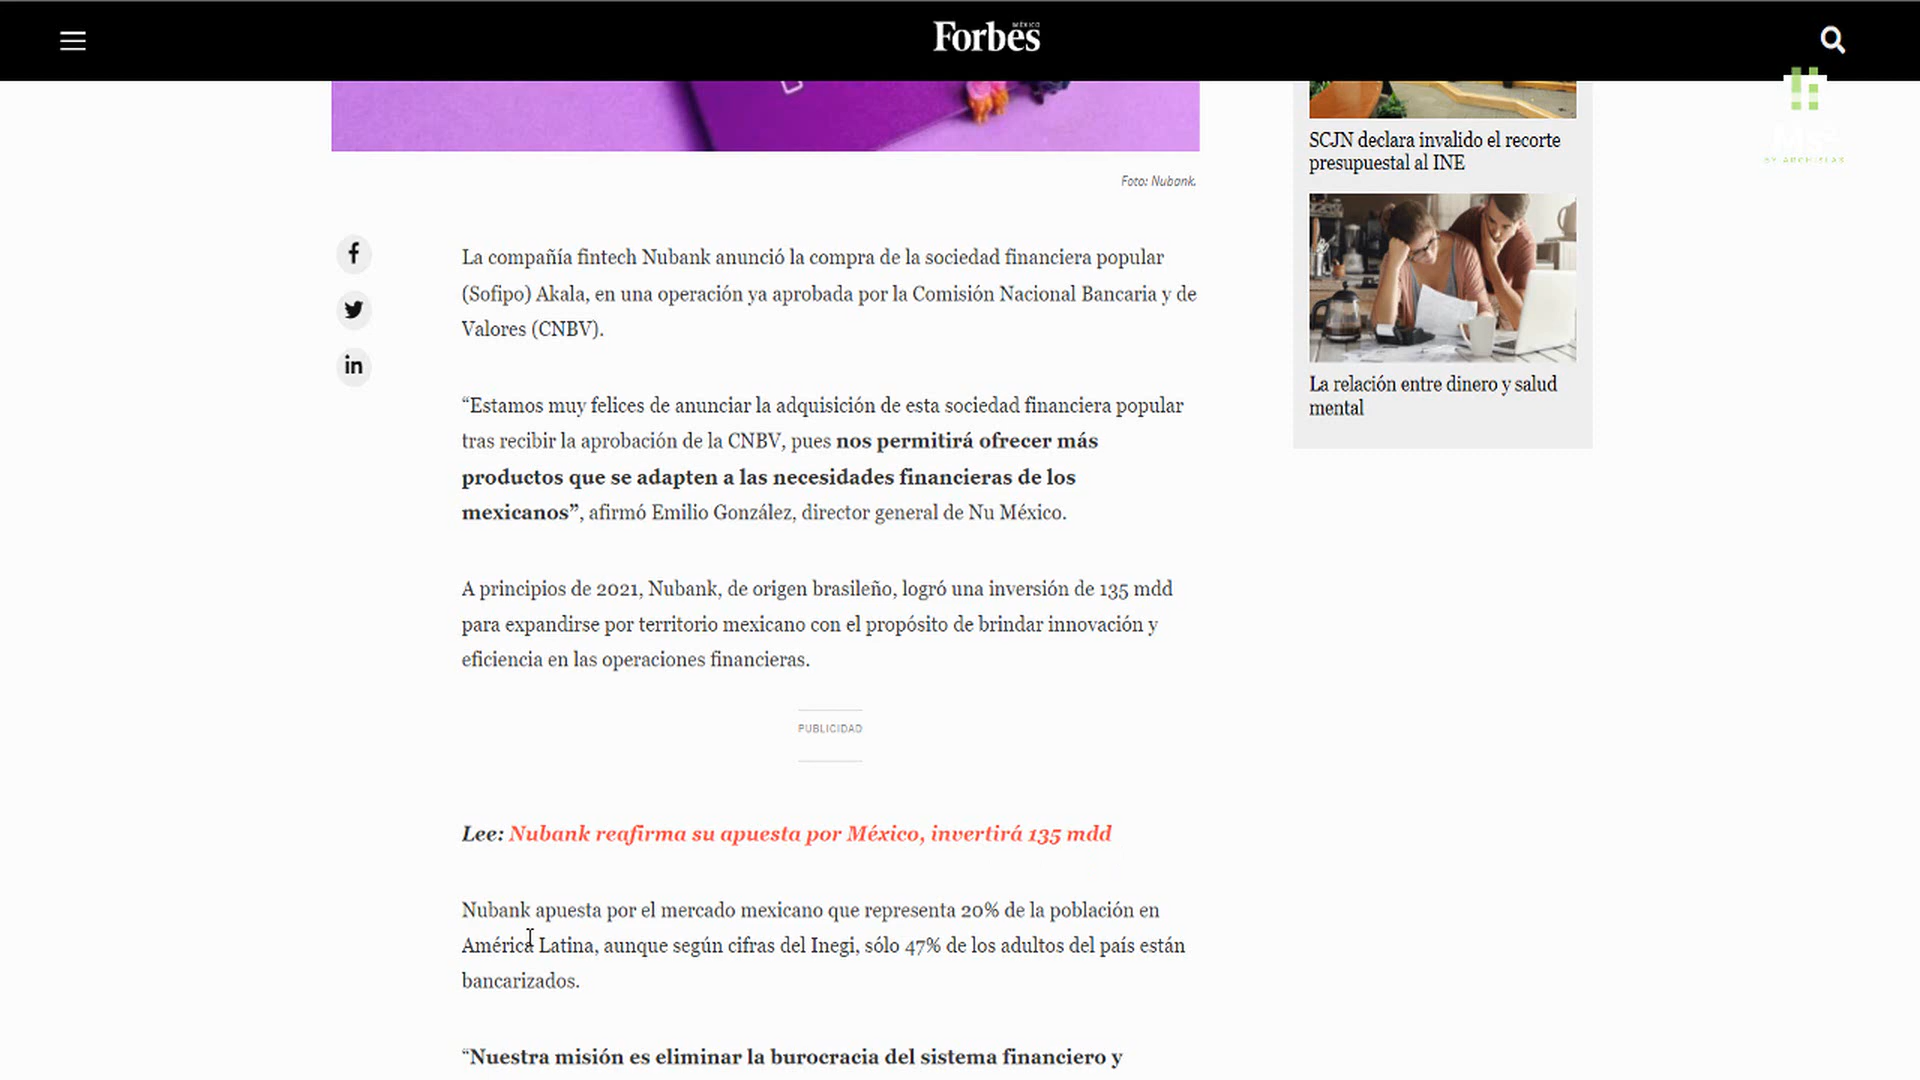 Forbes
MÉXICO
SCJN declara invalido el recorte
presupuestal al INE
BY ARCHIFLAX
Foto: Nubank.
La compañía fintech Nubank anunció la compra de la sociedad financiera popular
(Sofipo) Akala, en una operación ya aprobada por la Comisión Nacional Bancaria y de
Valores (CNBV).
La relación entre dinero y salud
mental
“Estamos muy felices de anunciar la adquisición de esta sociedad financiera popular
tras recibir la aprobación de la CNBV, pues nos permitirá ofrecer más
productos que se adapten a las necesidades financieras de los
mexicanos”, afirmó Emilio González, director general de Nu México.
A principios de 2021, Nubank, de origen brasileño, logró una inversión de 135 mdd
para expandirse por territorio mexicano con el propósito de brindar innovación y
eficiencia en las operaciones financieras.
PUBLICIDAD
Lee: Nubank reafirma su apuesta por México, invertirá 135 mdd
Nubank apuesta por el mercado mexicano que representa 20% de la población en
América Latina, aunque según cifras del Inegi, sólo 47% de los adultos del país están
bancarizados.
“Nuestra misión es eliminar la burocracia del sistema financiero y